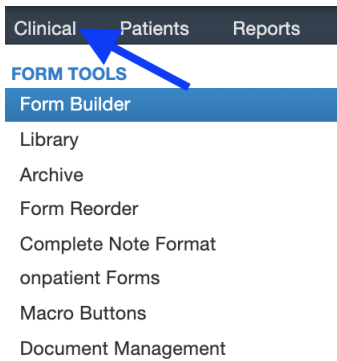 Clinical Patients Reports
FORM TOOLS
Form Builder
Library
Archive
Form Reorder
Complete Note Format
onpatient Forms
Macro Buttons
Document Management